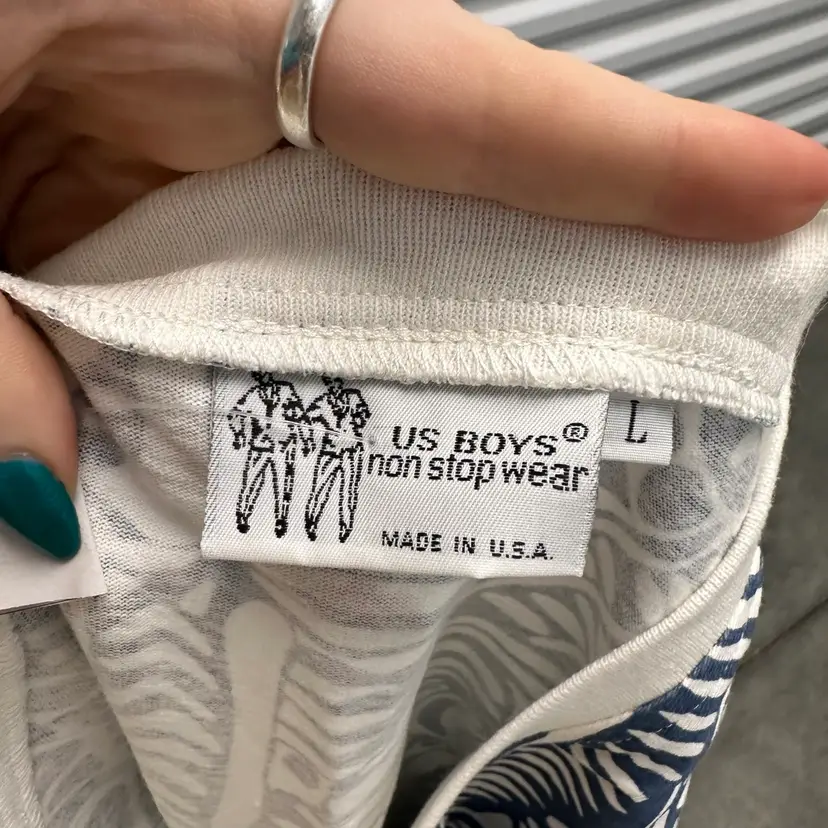 US BOYS®
non stop wear
MADE IN U.S.A.
L